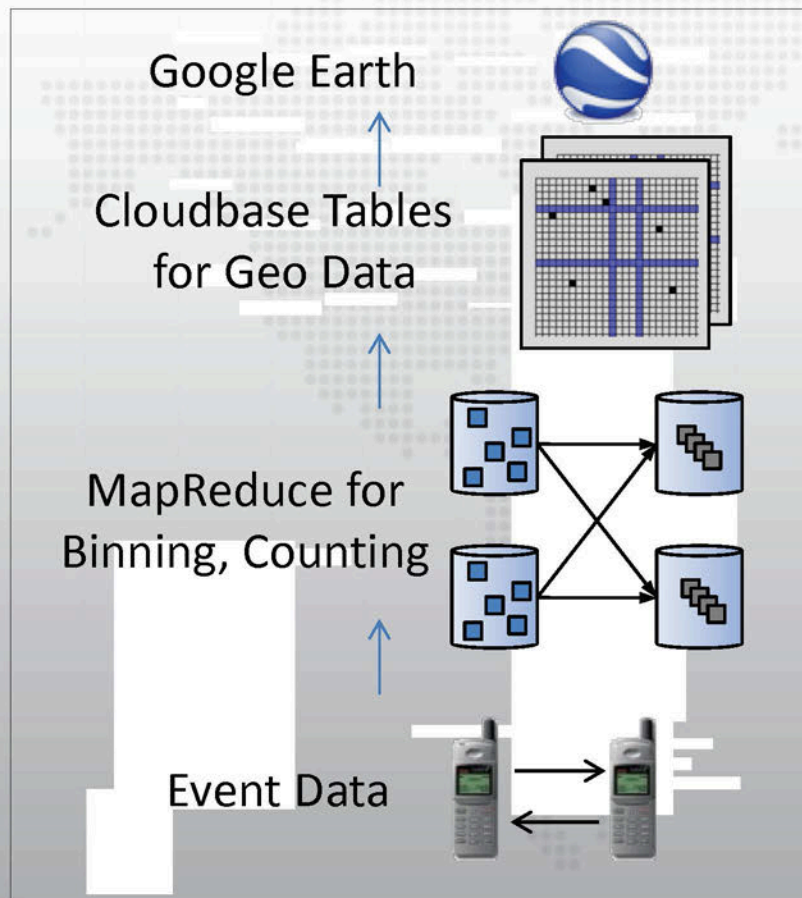 Google Earth
Cloudbase Tables
for Geo Data
MapReduce for
Binning, Counting
Event Data